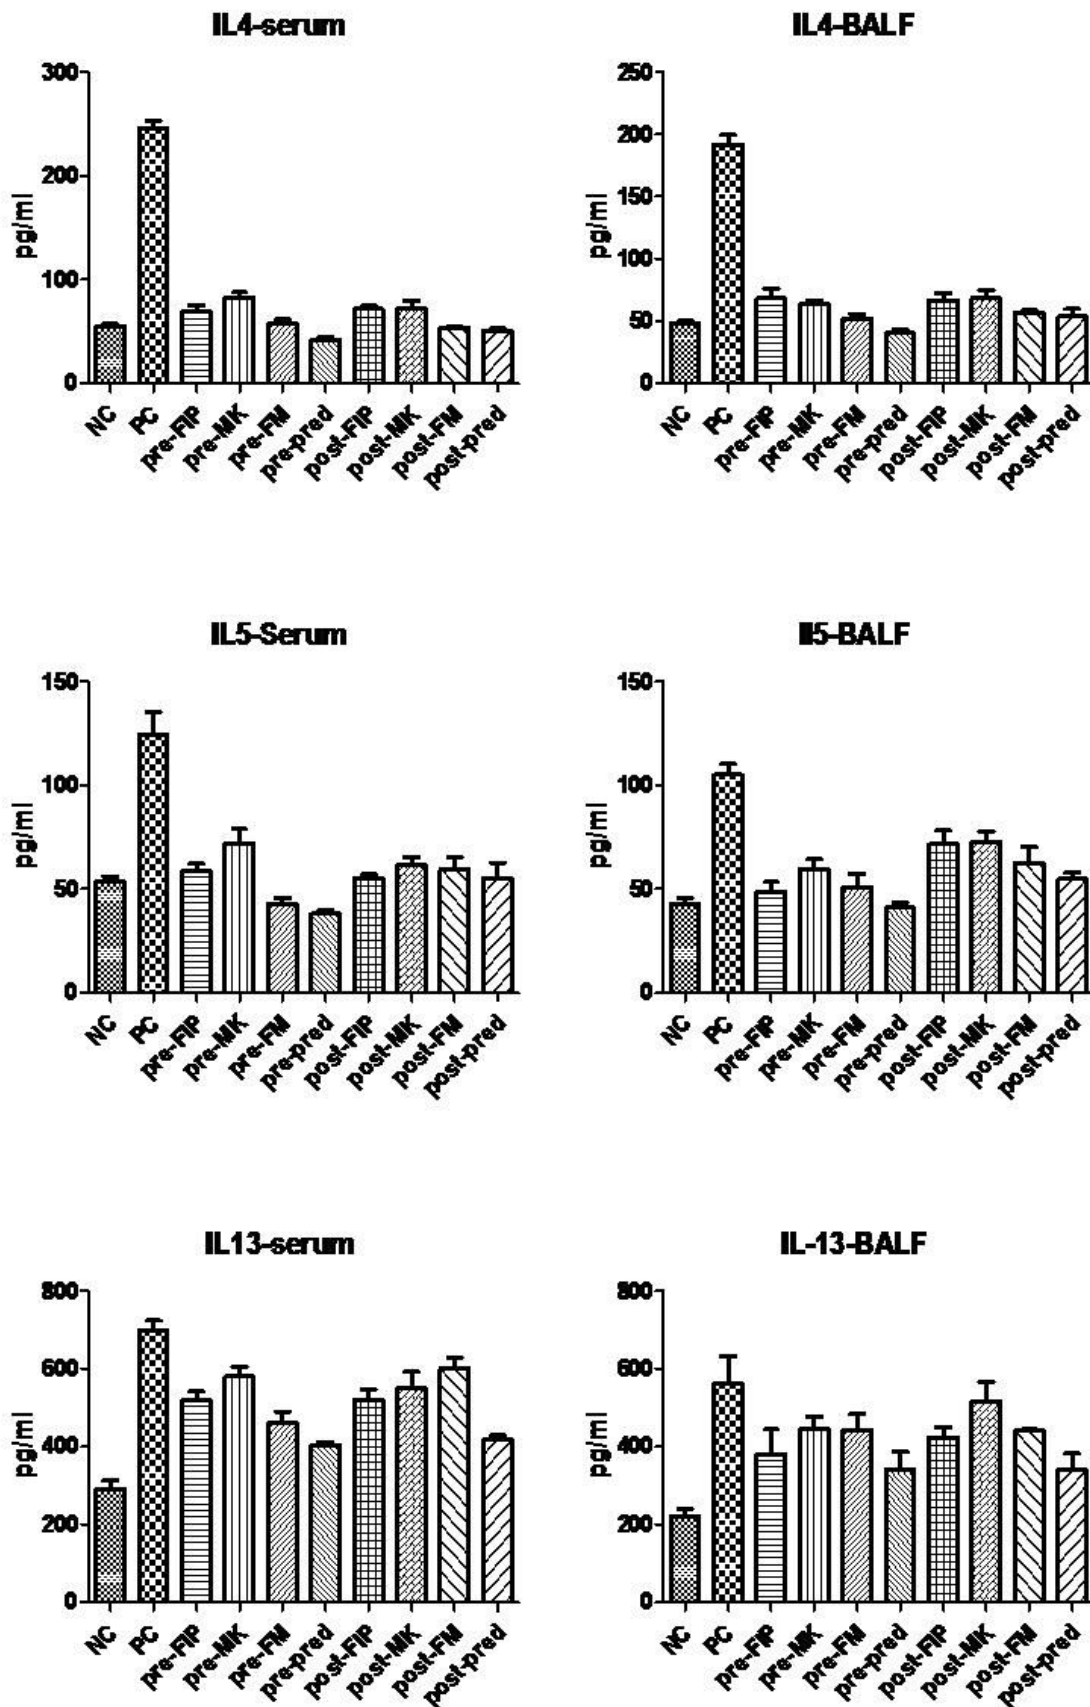 IL4-serum
300
200
100
0
pg/ml
NC PC pre-FIP pre-MK pre-FM pre-pred post-FIP post-MK post-FM post-pred
IL4-BALF
250
200
150
100
50
0
pg/ml
NC PC pre-FIP pre-MK pre-FM pre-pred post-FIP post-MK post-FM post-pred
IL5-Serum
150
100
50
0
pg/ml
NC PC pre-FIP pre-MK pre-FM pre-pred post-FIP post-MK post-FM post-pred
Il5-BALF
150
100
50
0
pg/ml
NC PC pre-FIP pre-MK pre-FM pre-pred post-FIP post-MK post-FM post-pred
IL13-serum
800
600
400
200
0
pg/ml
NC PC pre-FIP pre-MK pre-FM pre-pred post-FIP post-MK post-FM post-pred
IL-13-BALF
800
600
400
200
0
pg/ml
NC PC pre-FIP pre-MK pre-FM pre-pred post-FIP post-MK post-FM post-pred